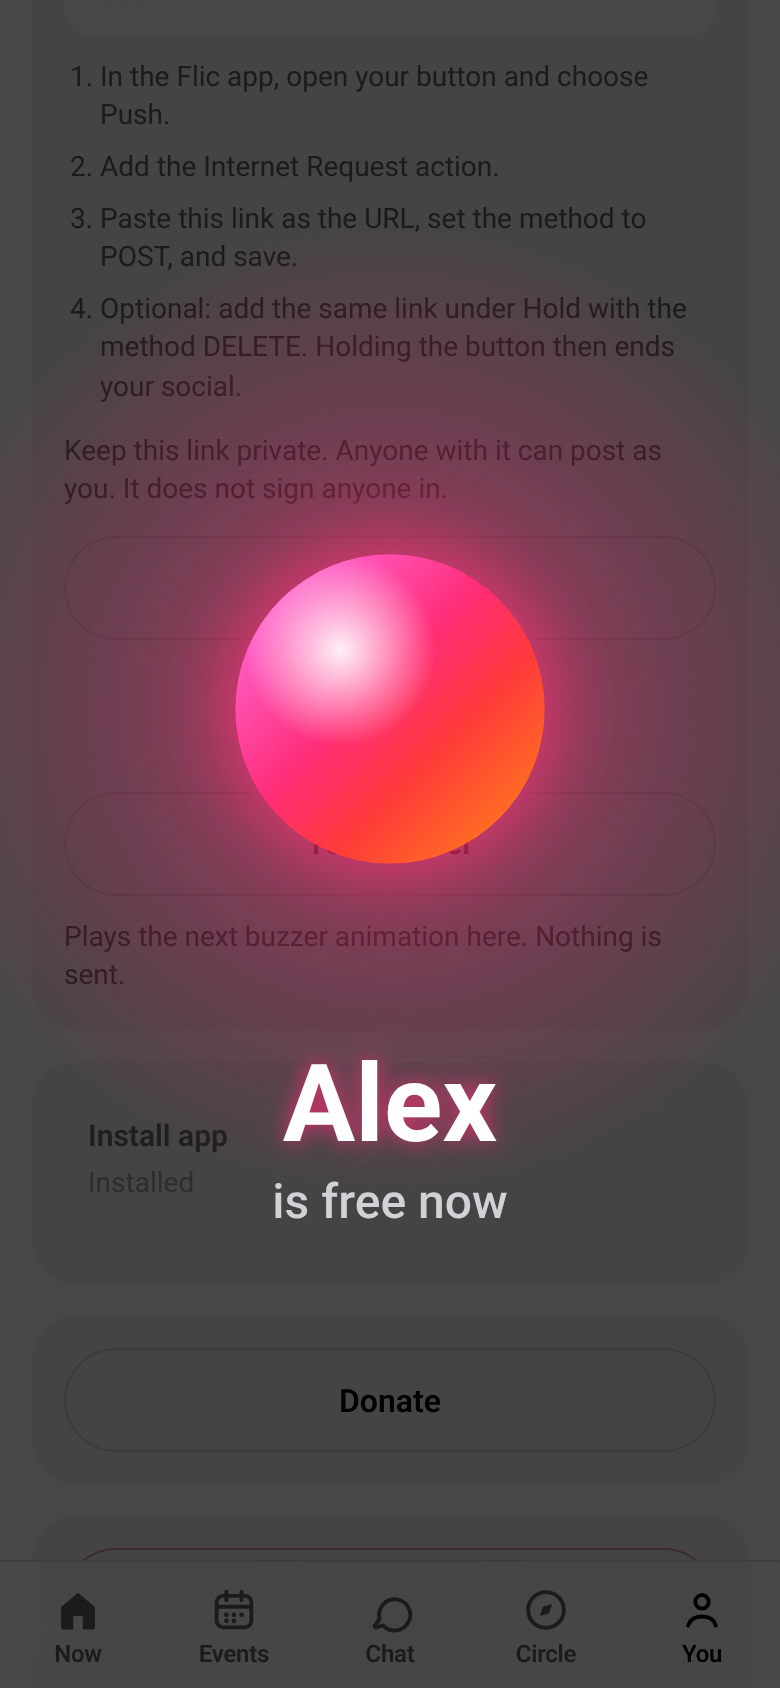 1. In the Flic app, open your button and choose
Push.
2. Add the Internet Request action.
3. Paste this link as the URL, set the method to
POST, and save.
4. Optional: add the same link under Hold with the
method DELETE. Holding the button then ends
your social.
Keep this link private. Anyone with it can post as
you. It does not sign anyone in.
Plays the next buzzer animation here. Nothing is
sent.
Alex
is free now
Install app
Installed
Donate
Now
Events
Chat
Circle
You